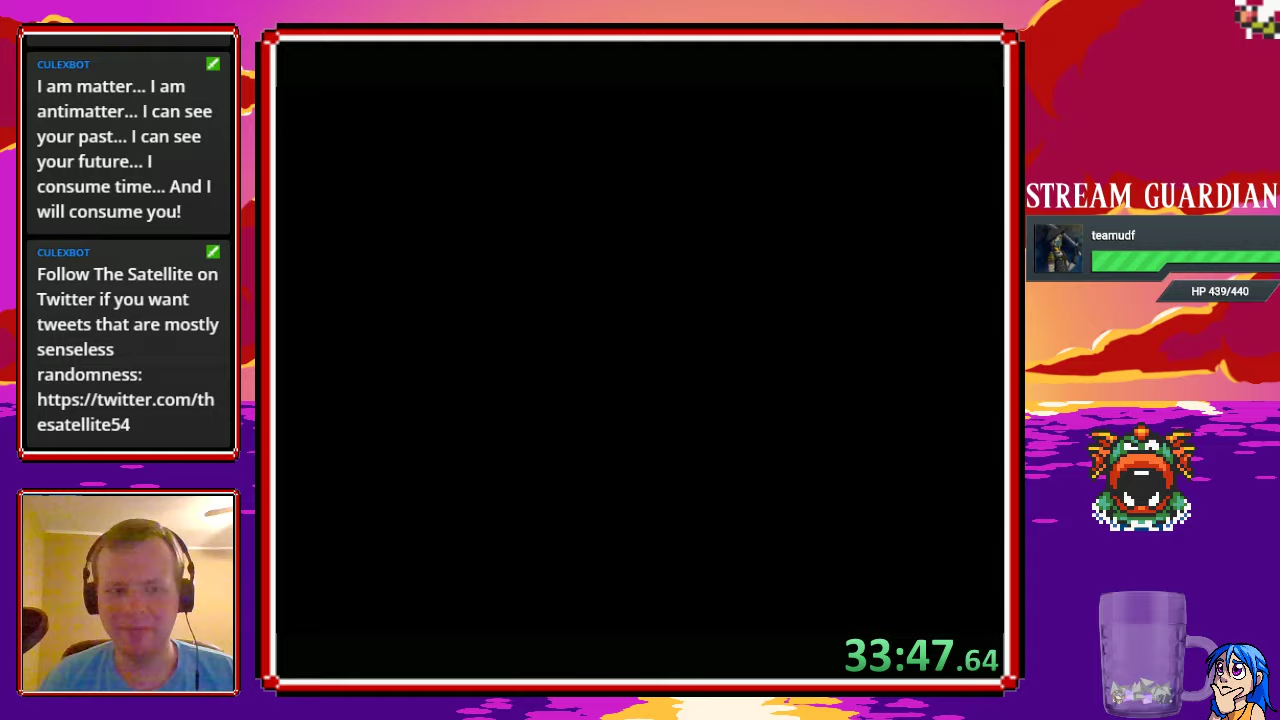 CULEXBOT
I am matter... I am
antimatter... I can see
your past... I can see
your future... I
consume time... And I
will consume you!
CULEXBOT
Follow The Satellite on
Twitter if you want
tweets that are mostly
senseless
randomness:
https://twitter.com/th
esatellite54
33:47.64
STREAM GUARDIAN
teamudf
HP 439/440